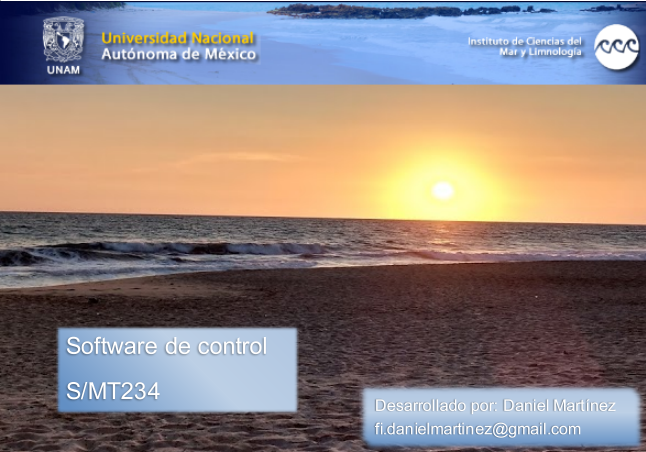 Universidad Nacional
Autónoma de México
UNAM
Instituto de Ciencias del
Mar y Limnología
Software de control
S/MT234
Desarrollado por: Daniel Martínez
fi.danielmartinez@gmail.com